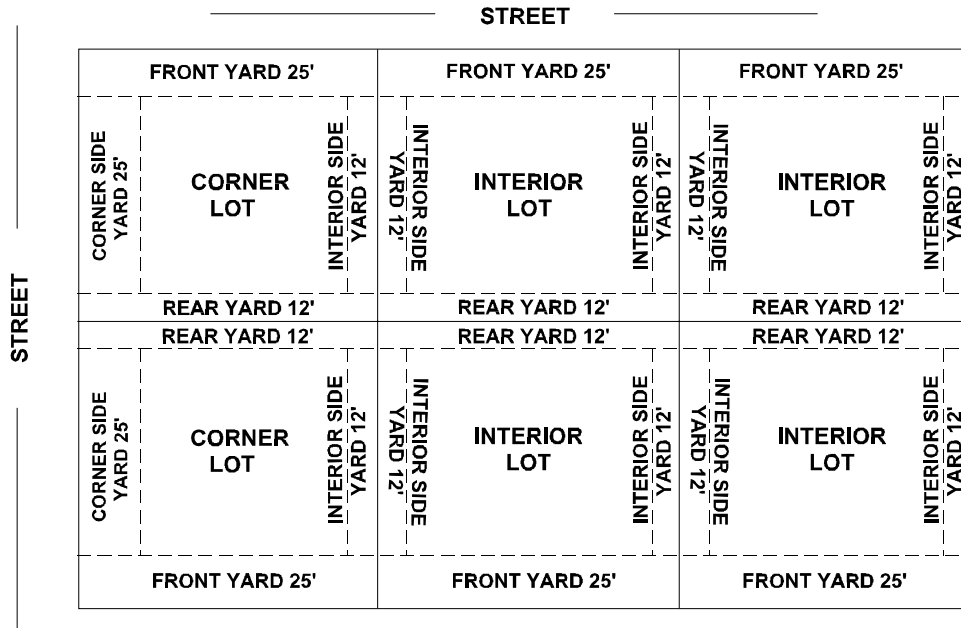 STREET
FRONT YARD 25'
FRONT YARD 25'
FRONT YARD 25'
CORNER SIDE
YARD 25'
CORNER
LOT
INTERIOR SIDE
YARD 12'
INTERIOR SIDE
YARD 12'
INTERIOR
LOT
INTERIOR SIDE
YARD 12'
INTERIOR SIDE
YARD 12'
INTERIOR
LOT
INTERIOR SIDE
YARD 12'
REAR YARD 12'
REAR YARD 12'
REAR YARD 12'
STREET
REAR YARD 12'
REAR YARD 12'
REAR YARD 12'
CORNER SIDE
YARD 25'
CORNER
LOT
INTERIOR SIDE
YARD 12'
INTERIOR SIDE
YARD 12'
INTERIOR
LOT
INTERIOR SIDE
YARD 12'
INTERIOR SIDE
YARD 12'
INTERIOR
LOT
INTERIOR SIDE
YARD 12'
FRONT YARD 25'
FRONT YARD 25'
FRONT YARD 25'